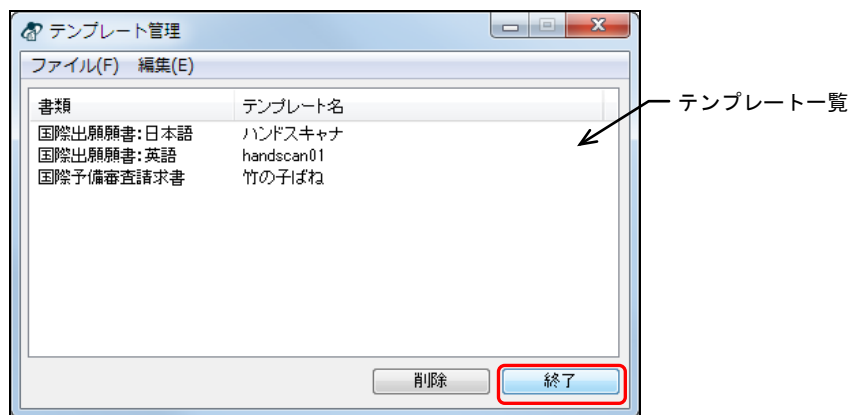 テンプレート管理
ファイル(F) 編集(E)
書類 テンプレート名
国際出願願書:日本語 ハンドスキャナ
国際出願願書:英語 handscan01
国際予備審査請求書 竹の子ばね
削除 終了
テンプレート一覧